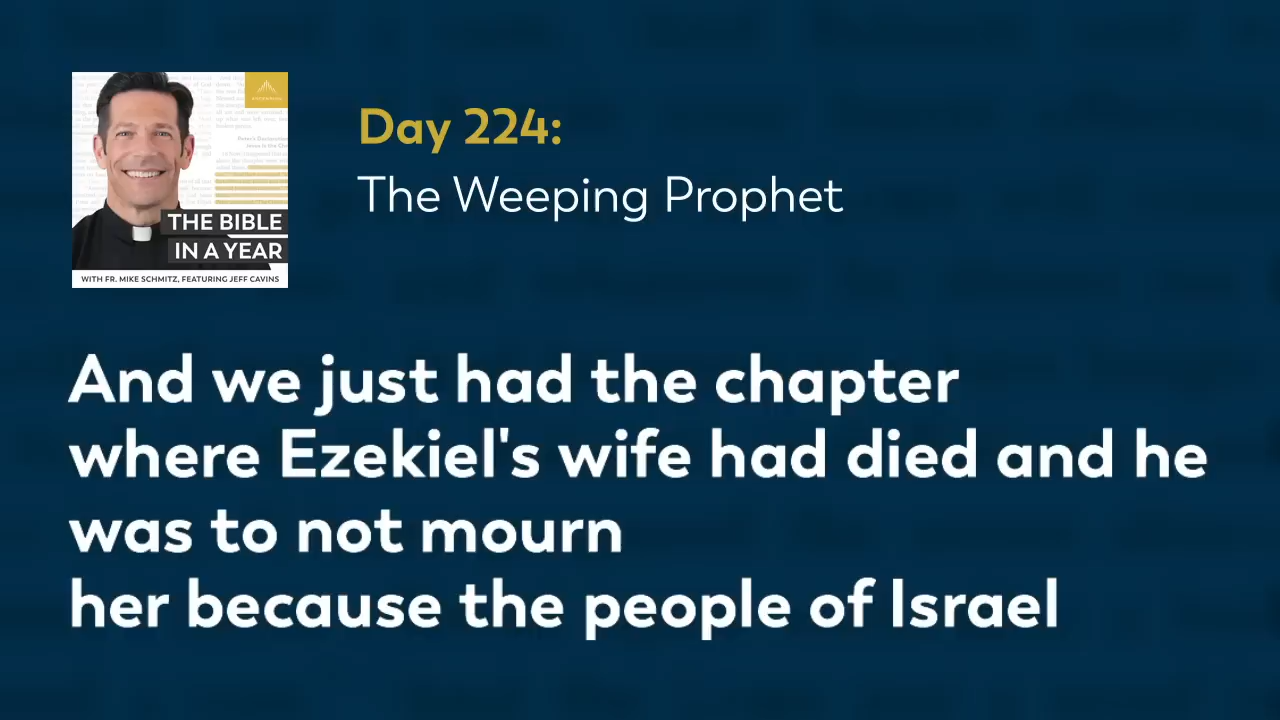 THE BIBLE
IN A YEAR
WITH FR. MIKE SCHMITZ, FEATURING JEFF CAVINS
Day 224:
The Weeping Prophet
And we just had the chapter
where Ezekiel's wife had died and he
was to not mourn
her because the people of Israel